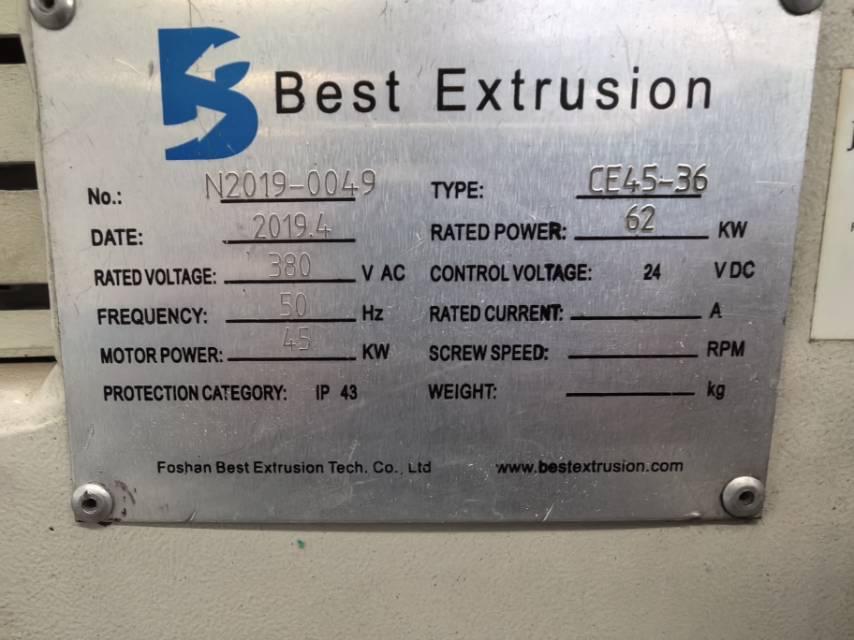 Best Extrusion
No.: N2019-0049 TYPE: CE45-36
DATE: 2019.4 RATED POWER: 62 KW
RATED VOLTAGE: 380 V AC CONTROL VOLTAGE: 24 V DC
FREQUENCY: 50 Hz RATED CURRENT: A
MOTOR POWER: 45 KW SCREW SPEED: RPM
PROTECTION CATEGORY: IP 43 WEIGHT: kg
Foshan Best Extrusion Tech. Co., Ltd www.bestextrusion.com